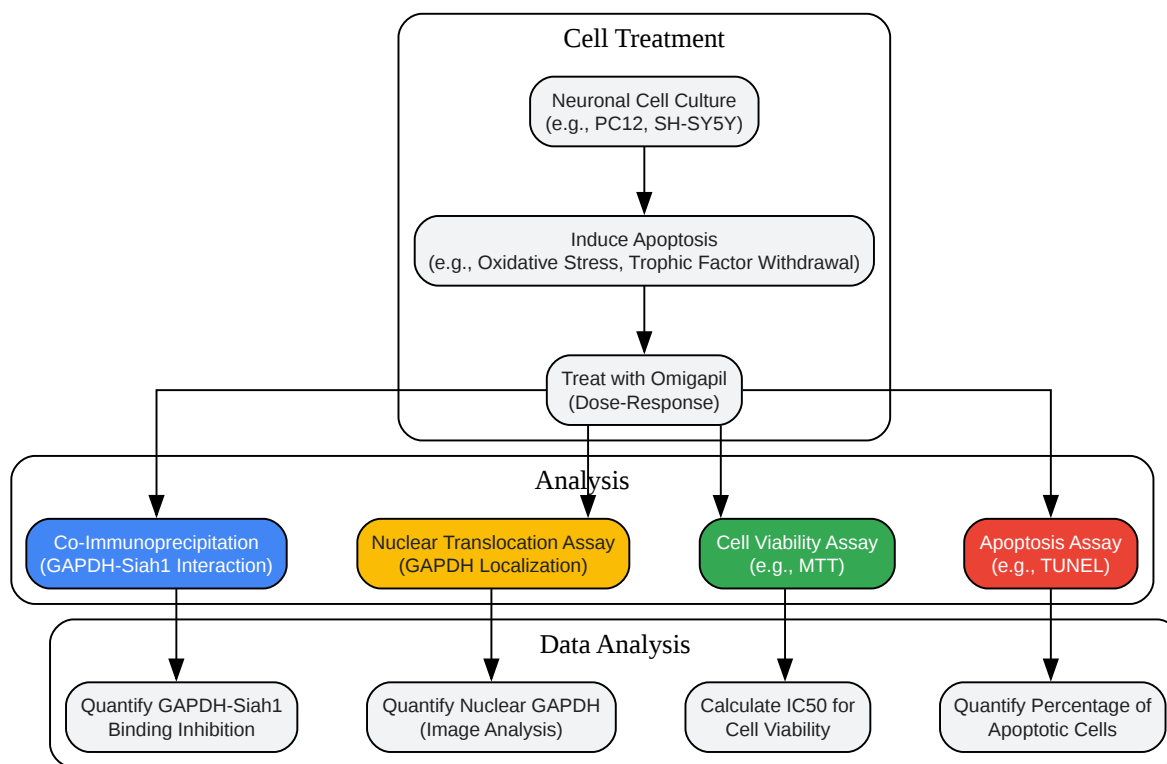 Cell Treatment
Neuronal Cell Culture
(e.g., PC12, SH-SY5Y)
Induce Apoptosis
(e.g., Oxidative Stress, Trophic Factor Withdrawal)
Treat with Omigapil
(Dose-Response)
Analysis
Co-Immunoprecipitation
(GAPDH-Siah1 Interaction)
Nuclear Translocation Assay
(GAPDH Localization)
Cell Viability Assay
(e.g., MTT)
Apoptosis Assay
(e.g., TUNEL)
Data Analysis
Quantify GAPDH-Siah1
Binding Inhibition
Quantify Nuclear GAPDH
(Image Analysis)
Calculate IC50 for
Cell Viability
Quantify Percentage of
Apoptotic Cells